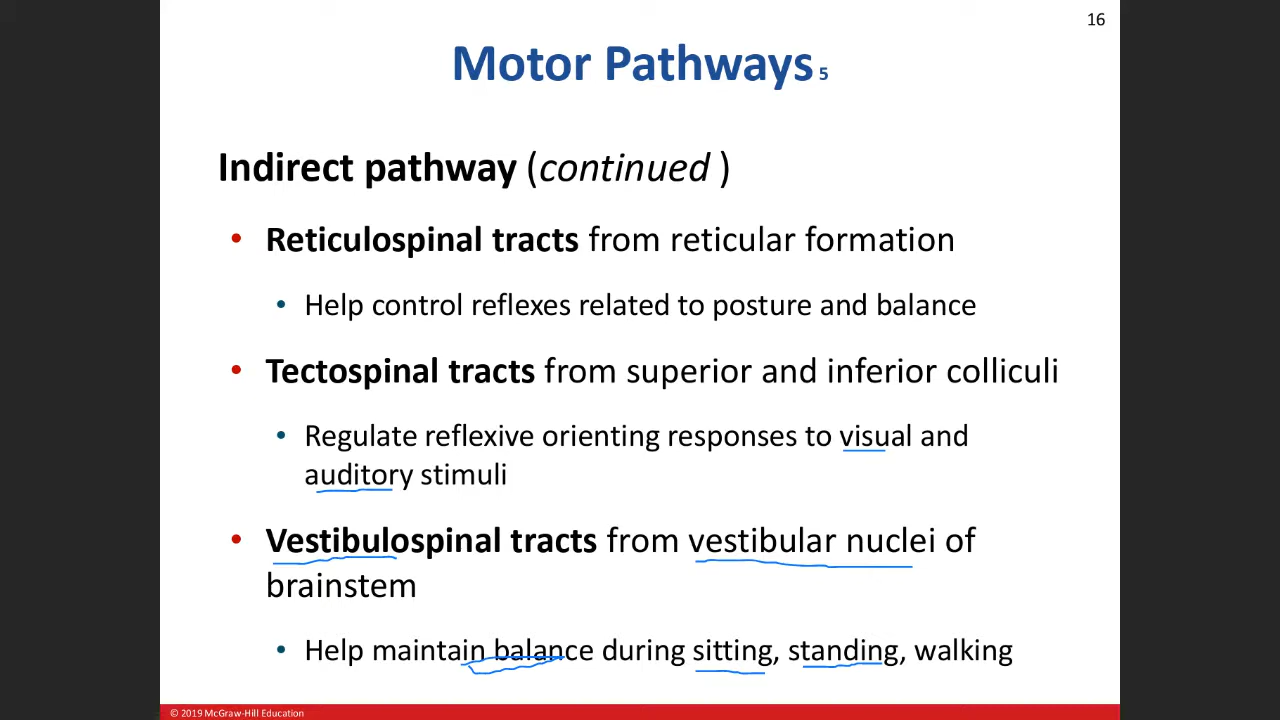 16
Motor Pathways 5
Indirect pathway (continued )
• Reticulospinal tracts from reticular formation
• Help control reflexes related to posture and balance
• Tectospinal tracts from superior and inferior colliculi
• Regulate reflexive orienting responses to visual and
auditory stimuli
• Vestibulospinal tracts from vestibular nuclei of
brainstem
• Help maintain balance during sitting, standing, walking
© 2019 McGraw-Hill Education